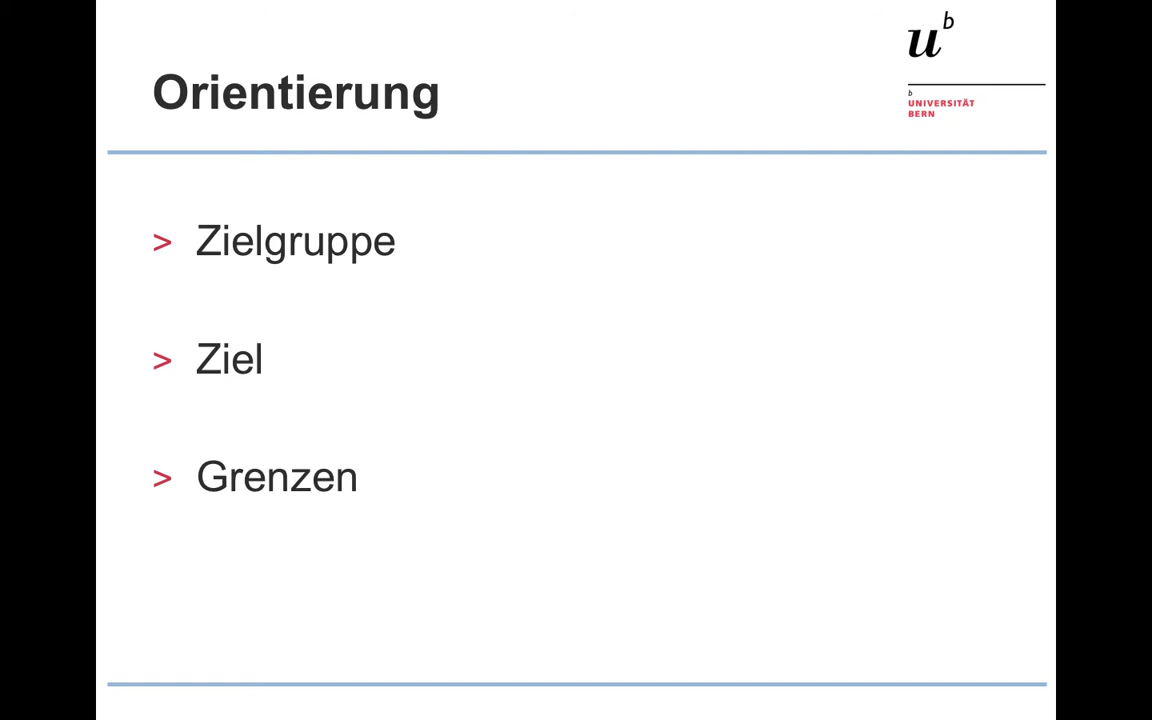 u^b
Orientierung
b
UNIVERSITÄT
BERN
> Zielgruppe
> Ziel
> Grenzen